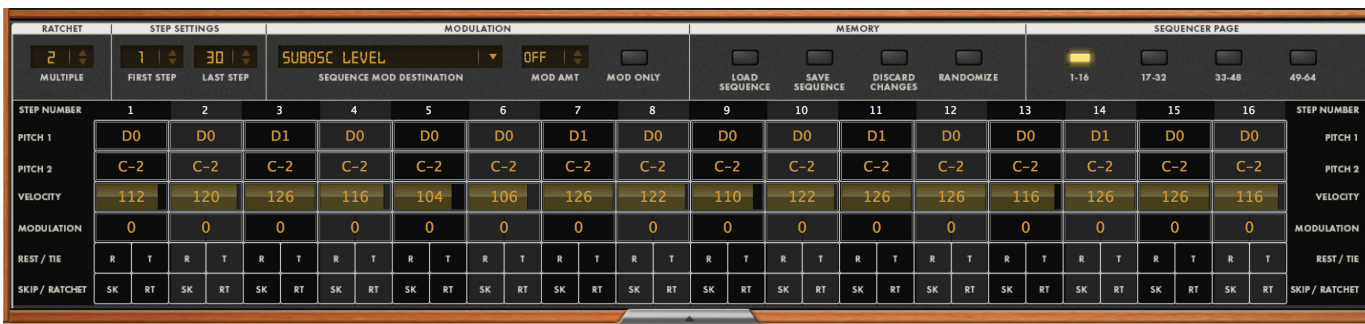 RATCHET STEP SETTINGS MODULATION MEMORY SEQUENCER PAGE
2 1 30 SUBOSC LEVEL OFF
MULTIPLE FIRST STEP LAST STEP SEQUENCE MOD DESTINATION MOD AMT MOD ONLY LOAD SEQUENCE SAVE SEQUENCE DISCARD CHANGES RANDOMIZE 1-16 17-32 33-48 49-64
STEP NUMBER 1 2 3 4 5 6 7 8 9 10 11 12 13 14 15 16 STEP NUMBER
PITCH 1 D0 D0 D1 D0 D0 D0 D1 D0 D0 D0 D1 D0 D0 D1 D0 D0 PITCH 1
PITCH 2 C-2 C-2 C-2 C-2 C-2 C-2 C-2 C-2 C-2 C-2 C-2 C-2 C-2 C-2 C-2 C-2 PITCH 2
VELOCITY 112 120 126 116 104 106 126 122 110 122 126 126 116 126 126 116 VELOCITY
MODULATION 0 0 0 0 0 0 0 0 0 0 0 0 0 0 0 0 MODULATION
REST / TIE R T R T R T R T R T R T R T R T R T R T R T R T R T R T R T R T REST / TIE
SKIP / RATCHET SK RT SK RT SK RT SK RT SK RT SK RT SK RT SK RT SK RT SK RT SK RT SK RT SK RT SK RT SK RT SK RT SKIP / RATCHET